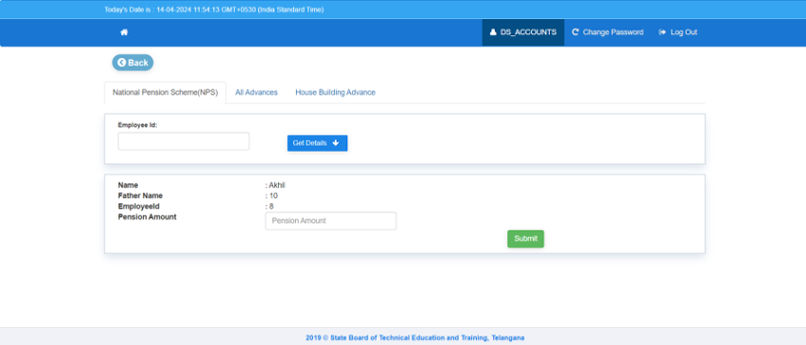 Today's Date is : 14-04-2024 11:54:13 GMT+0530 (India Standard Time)
DS_ACCOUNTS Change Password Log Out
Back
National Pension Scheme(NPS) All Advances House Building Advance
Employee Id:
Get Details
Name : Akhil
Father Name : 10
EmployeeId : 8
Pension Amount Pension Amount
Submit
2019 © State Board of Technical Education and Training, Telangana